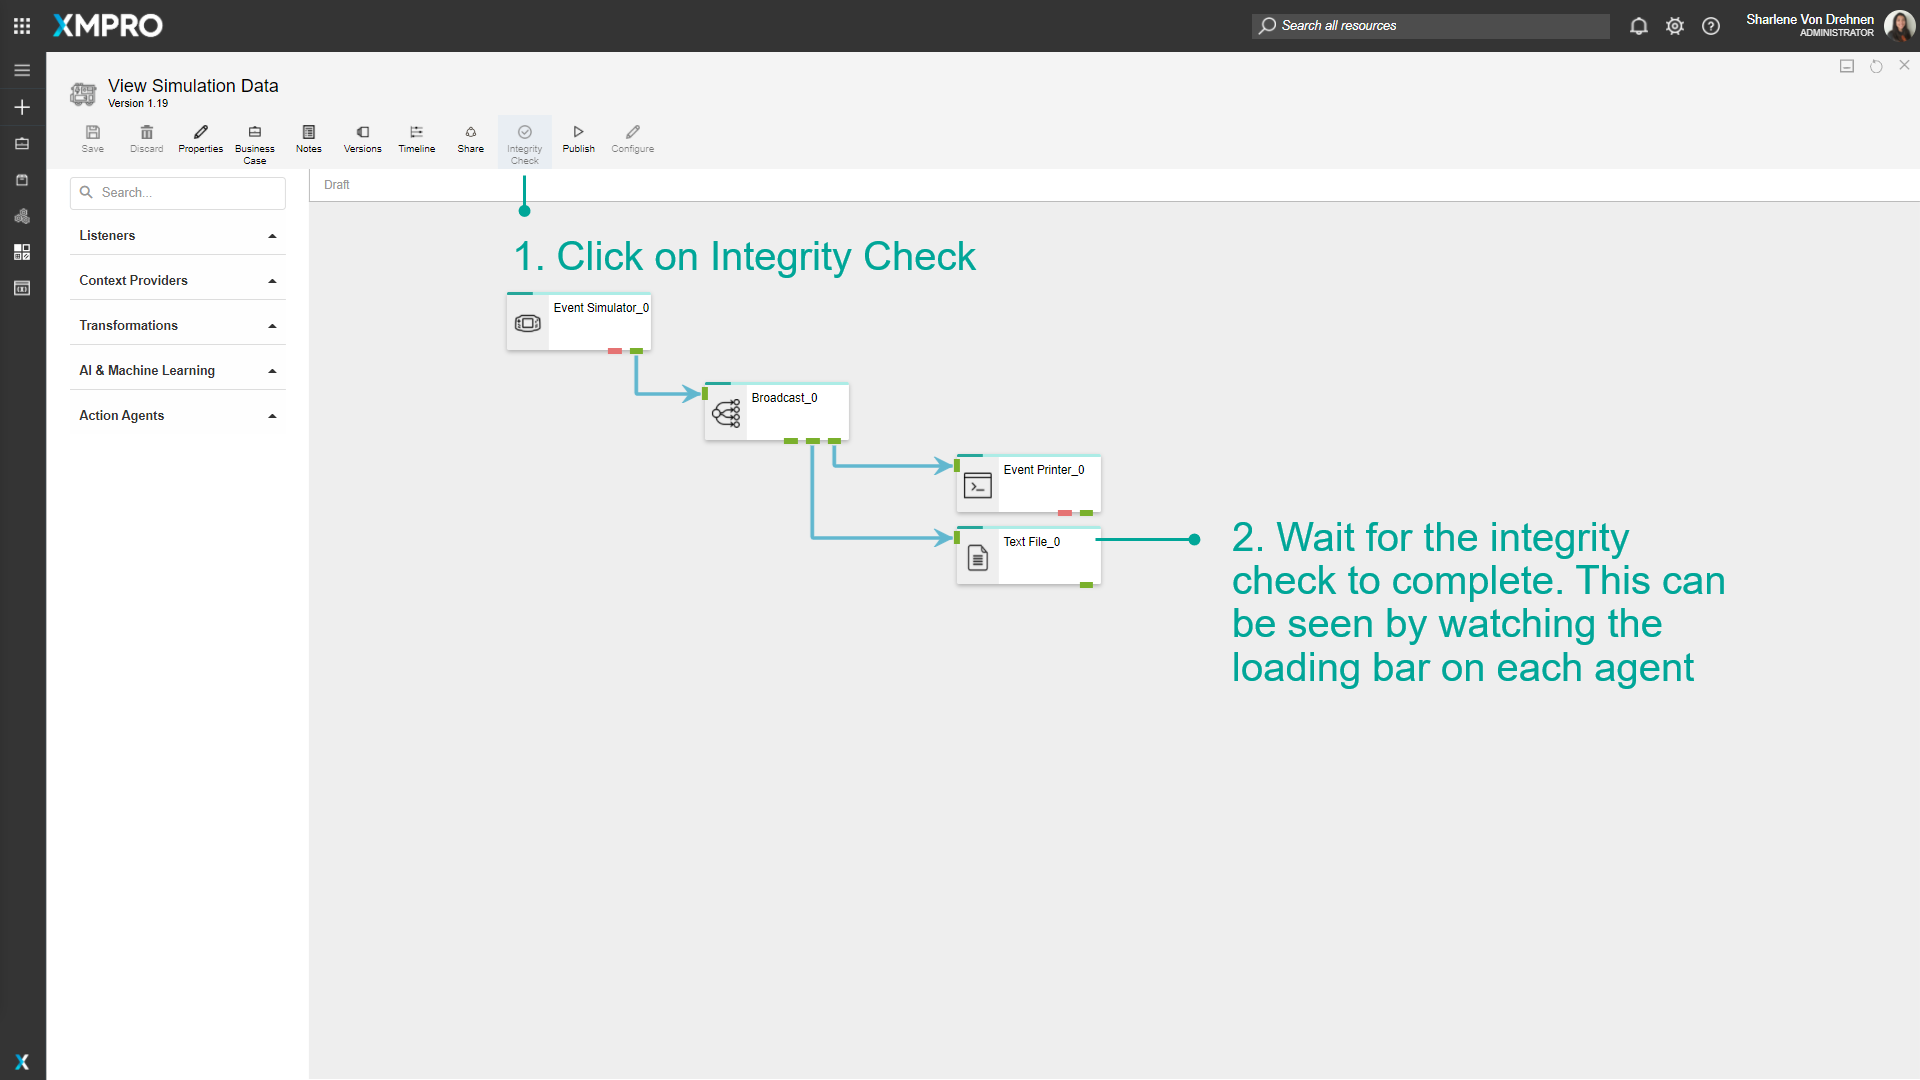 XMPRO
Search all resources
Sharlene Von Drehnen
ADMINISTRATOR
View Simulation Data
Version 1.19
Save
Discard
Properties
Business
Case
Notes
Versions
Timeline
Share
Integrity
Check
Publish
Configure
Search...
Draft
Listeners
Context Providers
Transformations
AI & Machine Learning
Action Agents
1. Click on Integrity Check
Event Simulator_0
Broadcast_0
Event Printer_0
Text File_0
2. Wait for the integrity
check to complete. This can
be seen by watching the
loading bar on each agent
X